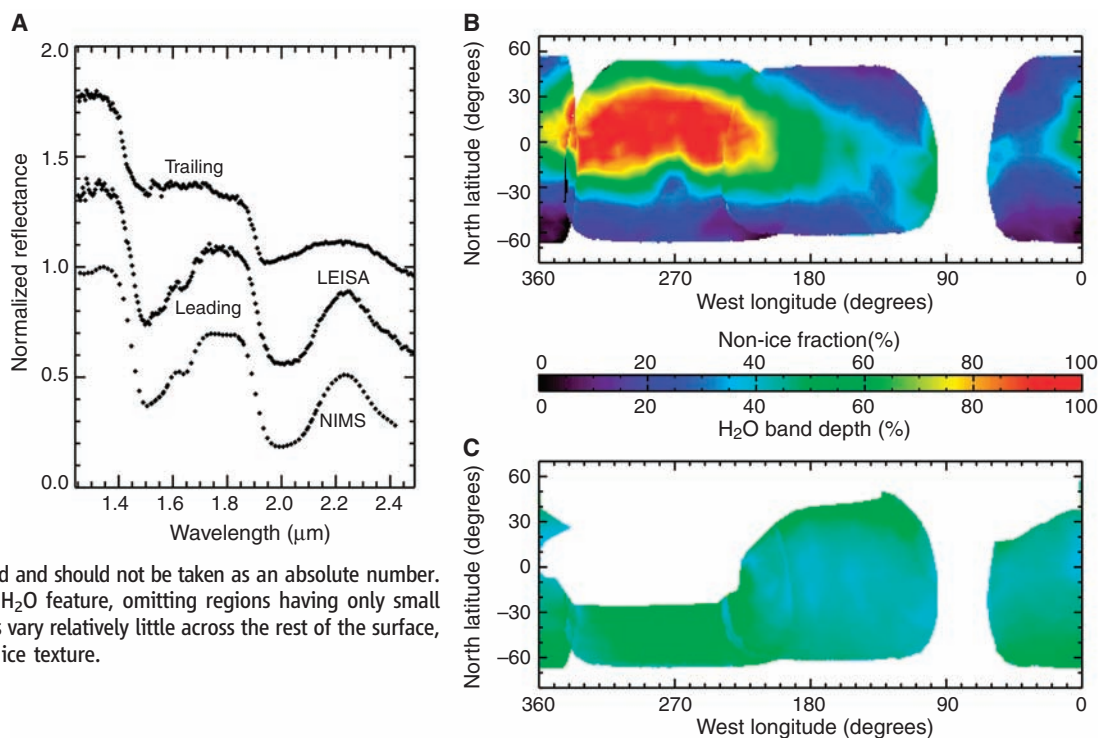 A
2.0
1.5
1.0
0.5
0.0
Normalized reflectance
Trailing
Leading
LEISA
NIMS
1.4 1.6 1.8 2.0 2.2 2.4
Wavelength (μm)
d and should not be taken as an absolute number.
H₂O feature, omitting regions having only small
s vary relatively little across the rest of the surface,
ice texture.
B
60
30
0
–30
–60
North latitude (degrees)
360 270 180 90 0
West longitude (degrees)
Non-ice fraction(%)
0 20 40 60 80 100
0 20 40 60 80 100
H₂O band depth (%)
C
60
30
0
–30
–60
North latitude (degrees)
360 270 180 90 0
West longitude (degrees)